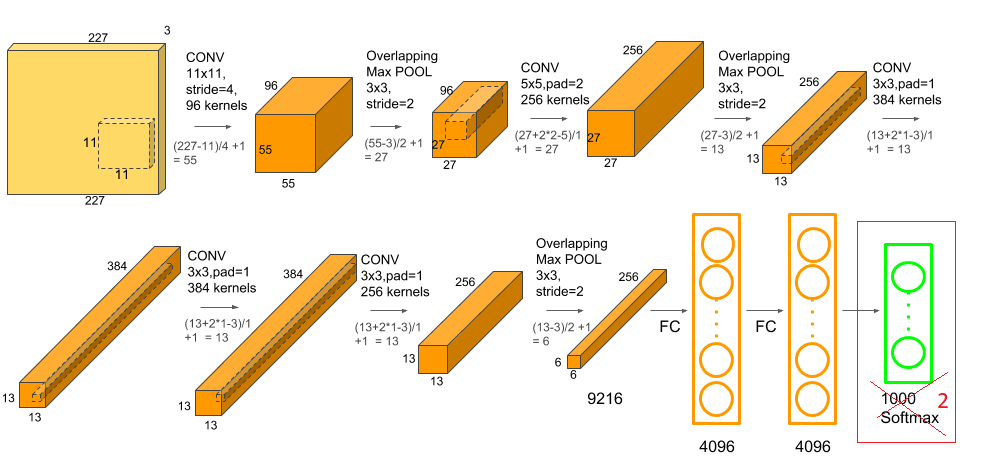 227
3
11
11
227
CONV
11x11,
stride=4,
96 kernels
(227-11)/4 +1
= 55
96
55
55
Overlapping
Max POOL
3x3,
stride=2
(55-3)/2 +1
= 27
96
27
27
CONV
5x5,pad=2
256 kernels
(27+2*2-5)/1
+1 = 27
256
27
27
Overlapping
Max POOL
3x3,
stride=2
(27-3)/2 +1
= 13
256
13
13
CONV
3x3,pad=1
384 kernels
(13+2*1-3)/1
+1 = 13
384
13
13
CONV
3x3,pad=1
384 kernels
(13+2*1-3)/1
+1 = 13
384
13
13
CONV
3x3,pad=1
256 kernels
(13+2*1-3)/1
+1 = 13
256
13
13
Overlapping
Max POOL
3x3,
stride=2
(13-3)/2 +1
= 6
256
6
6
9216
FC
4096
FC
4096
1000
2
Softmax